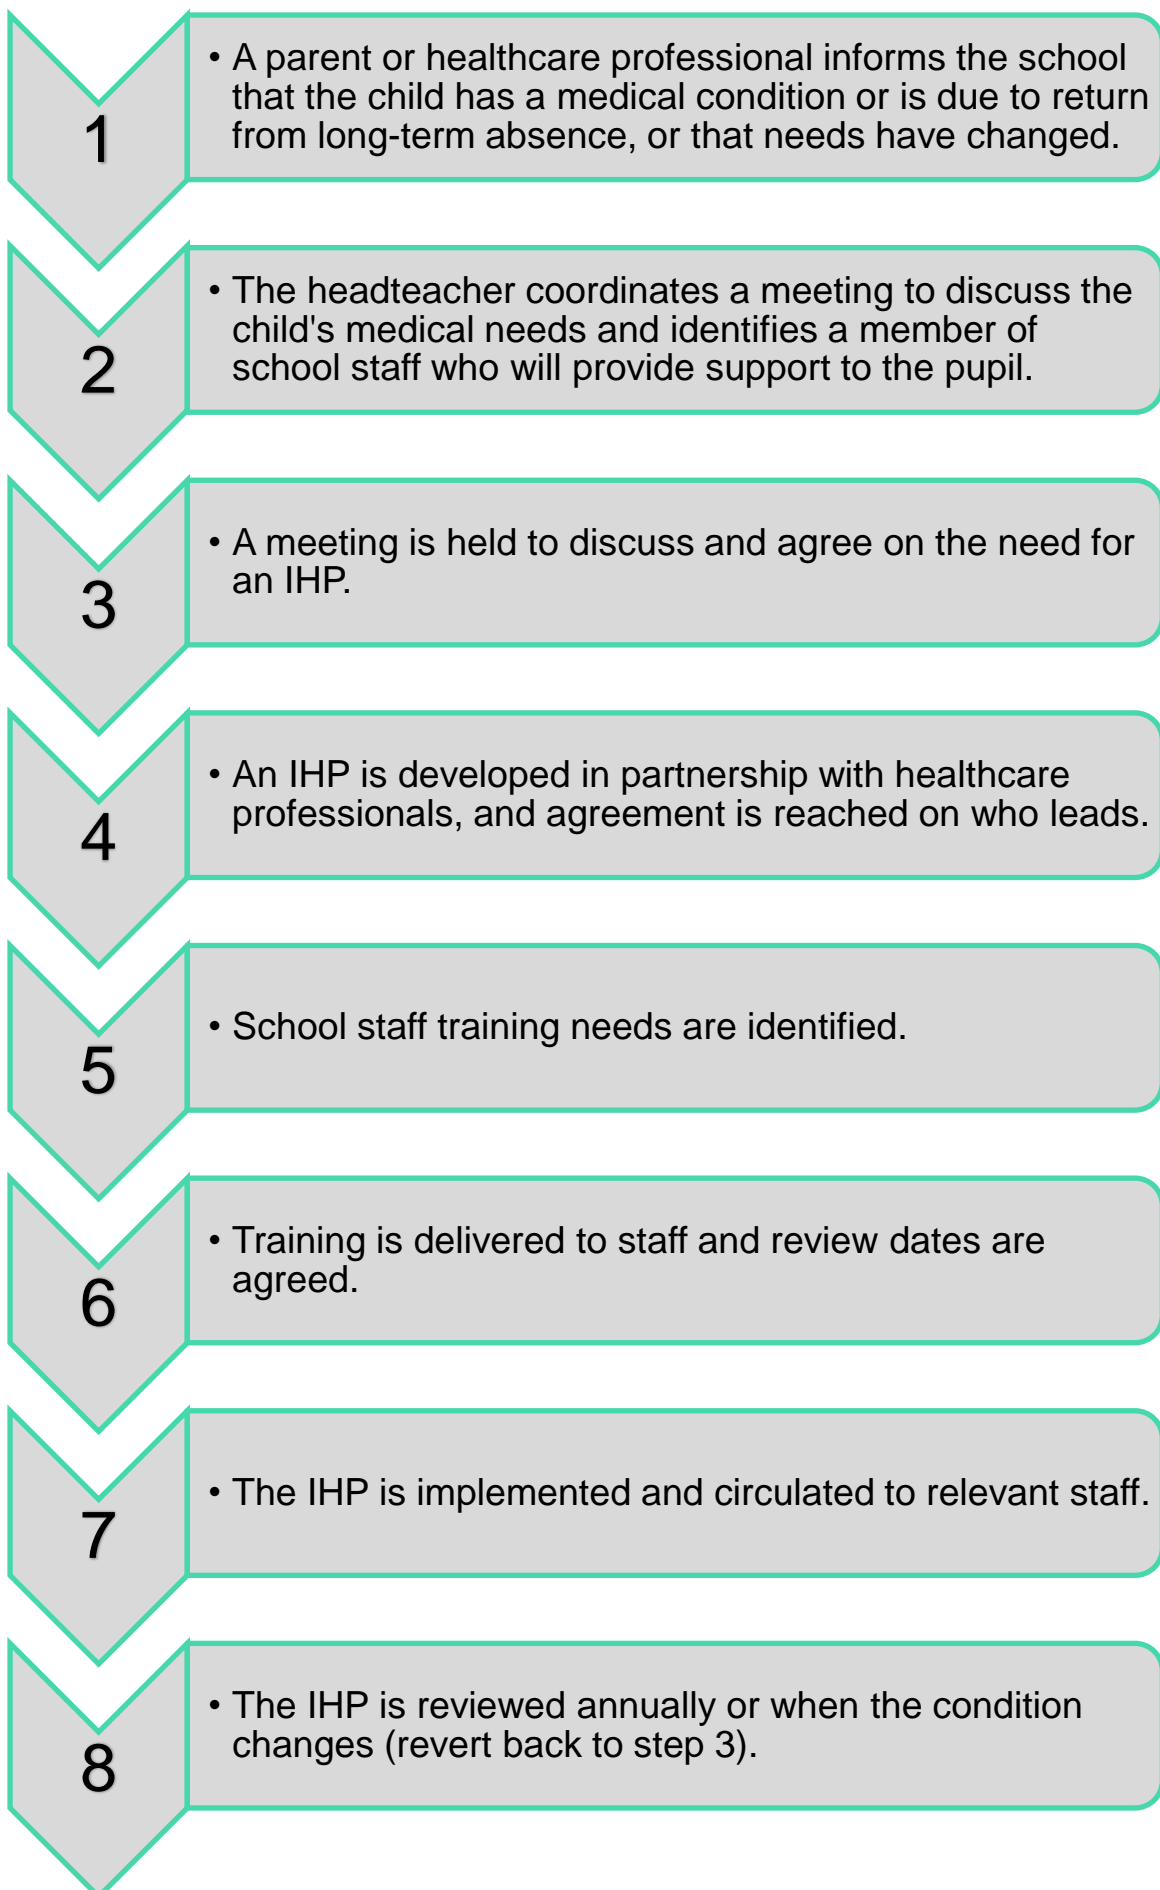 1
• A parent or healthcare professional informs the school
that the child has a medical condition or is due to return
from long-term absence, or that needs have changed.
2
• The headteacher coordinates a meeting to discuss the
child's medical needs and identifies a member of
school staff who will provide support to the pupil.
3
• A meeting is held to discuss and agree on the need for
an IHP.
4
• An IHP is developed in partnership with healthcare
professionals, and agreement is reached on who leads.
5
• School staff training needs are identified.
6
• Training is delivered to staff and review dates are
agreed.
7
• The IHP is implemented and circulated to relevant staff.
8
• The IHP is reviewed annually or when the condition
changes (revert back to step 3).